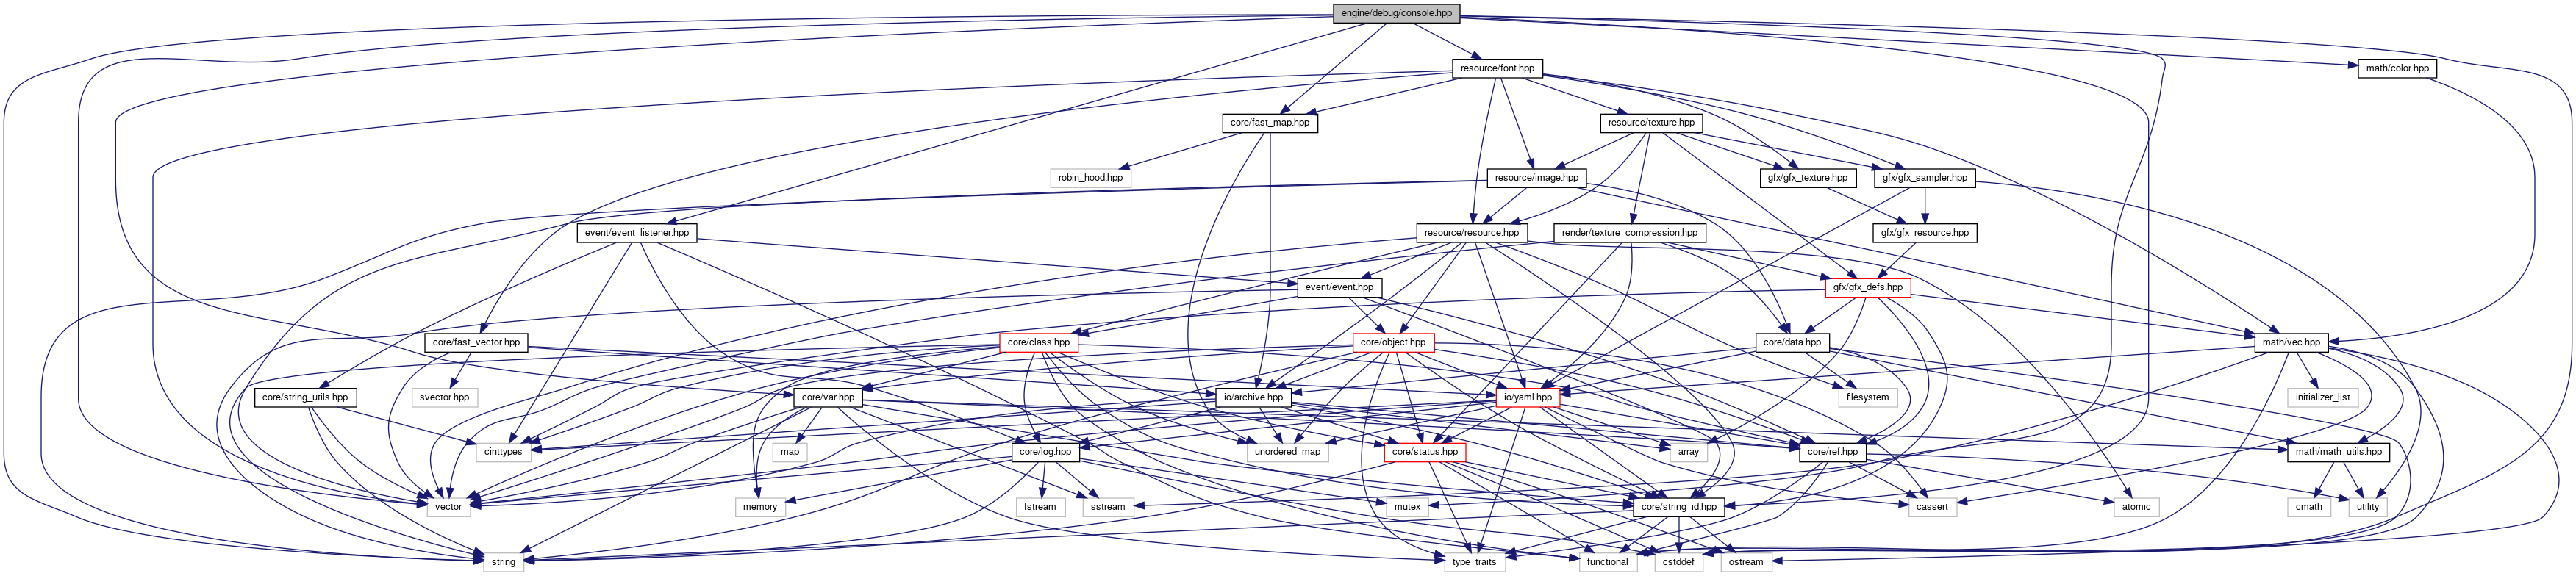 engine/debug/console.hpp
resource/font.hpp
math/color.hpp
core/fast_map.hpp
resource/texture.hpp
robin_hood.hpp
resource/image.hpp
gfx/gfx_texture.hpp
gfx/gfx_sampler.hpp
event/event_listener.hpp
resource/resource.hpp
render/texture_compression.hpp
gfx/gfx_resource.hpp
event/event.hpp
gfx/gfx_defs.hpp
core/fast_vector.hpp
core/class.hpp
core/object.hpp
core/data.hpp
math/vec.hpp
core/string_utils.hpp
svector.hpp
core/var.hpp
io/archive.hpp
io/yaml.hpp
filesystem
initializer_list
cinttypes
map
core/log.hpp
unordered_map
core/status.hpp
array
core/ref.hpp
math/math_utils.hpp
vector
memory
fstream
sstream
mutex
core/string_id.hpp
cassert
atomic
cmath
utility
string
type_traits
functional
cstddef
ostream